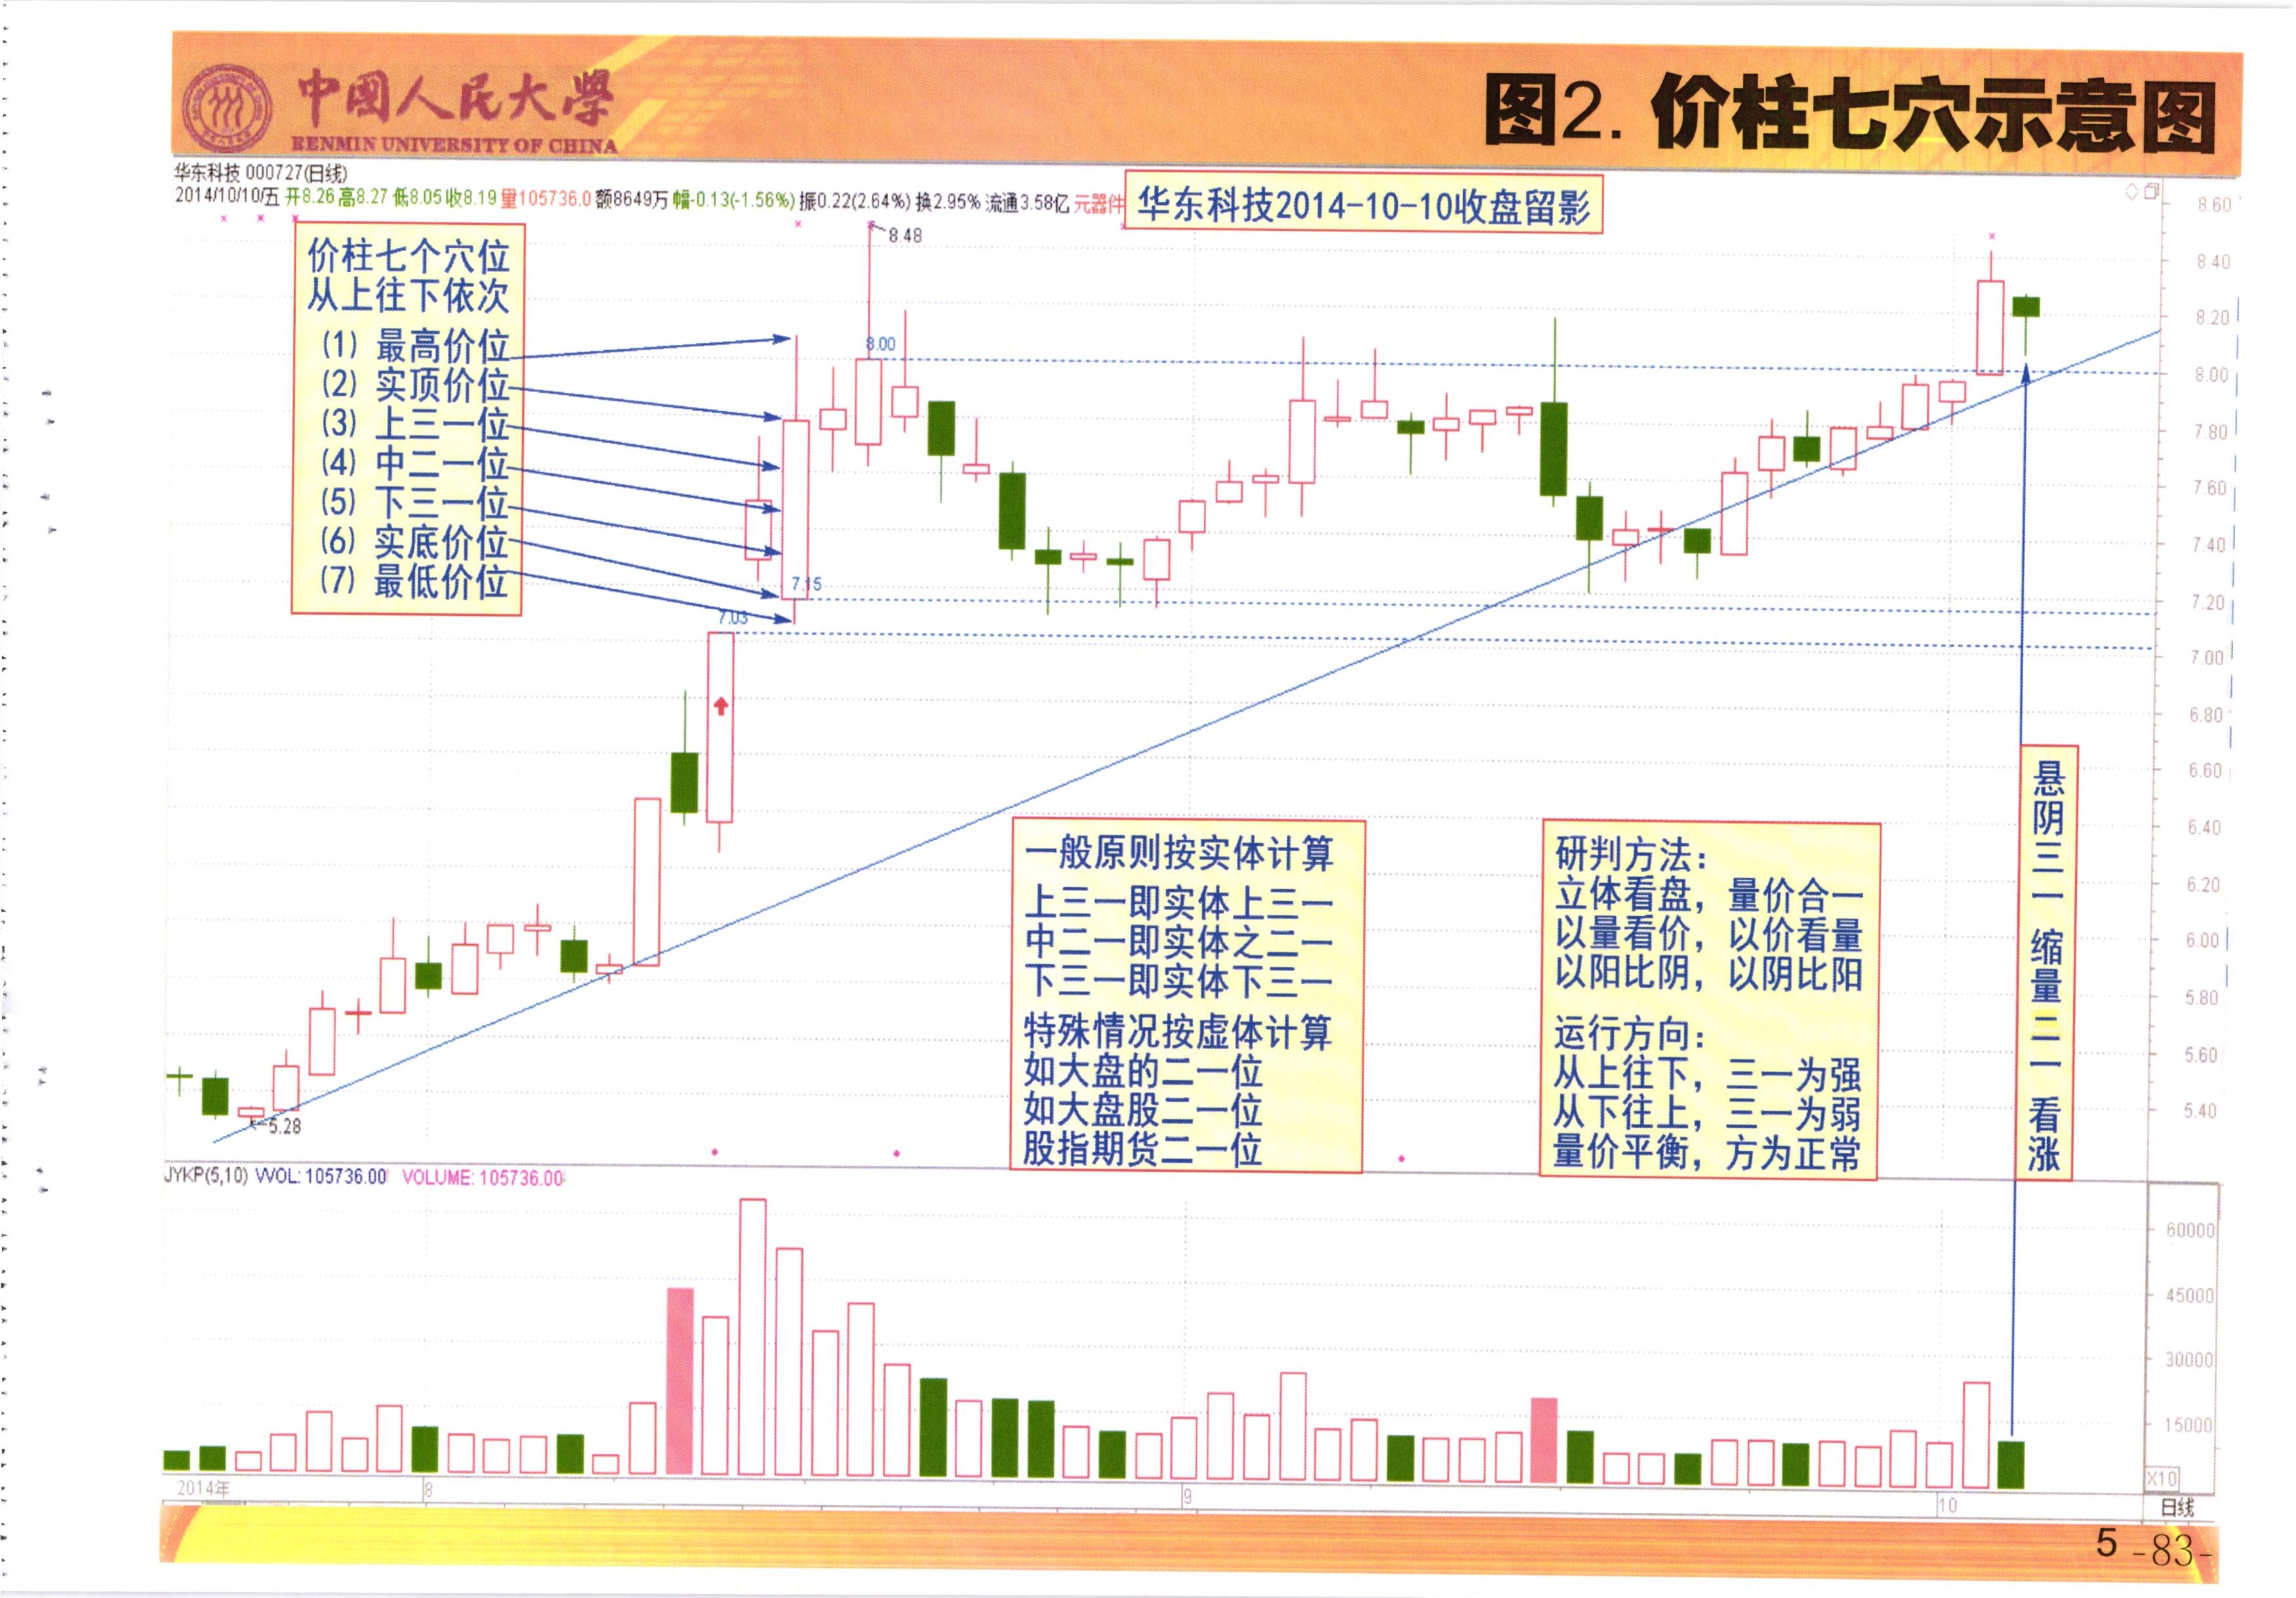 中國人民大學
RENMIN UNIVERSITY OF CHINA
图2. 价柱七穴示意图
华东科技 000727(日线)
2014/10/10/五 开8.26 高8.27 低8.05 收8.19 量105736.0 额8649万 幅-0.13(-1.56%) 振0.22(2.64%) 换2.95% 流通3.58亿 元器件
华东科技2014-10-10收盘留影
价柱七个穴位
从上往下依次
(1) 最高价位
(2) 实顶价位
(3) 上三一位
(4) 中二一位
(5) 下三一位
(6) 实底价位
(7) 最低价位
8.48
8.00
7.15
7.03
5.28
8.60
8.40
8.20
8.00
7.80
7.60
7.40
7.20
7.00
6.80
6.60
6.40
6.20
6.00
5.80
5.60
5.40
一般原则按实体计算
上三一即实体上三一
中二一即实体之二一
下三一即实体下三一
特殊情况按虚体计算
如大盘的二一位
如大盘股二一位
股指期货二一位
研判方法：
立体看盘，量价合一
以量看价，以价看量
以阳比阴，以阴比阳
运行方向：
从上往下，三一为强
从下往上，三一为弱
量价平衡，方为正常
悬阴三一 缩量二一 看涨
JYKP(5,10) VVOL: 105736.00 VOLUME: 105736.00
60000
45000
30000
15000
X10
2014年
8
9
10
日线
5 -83-